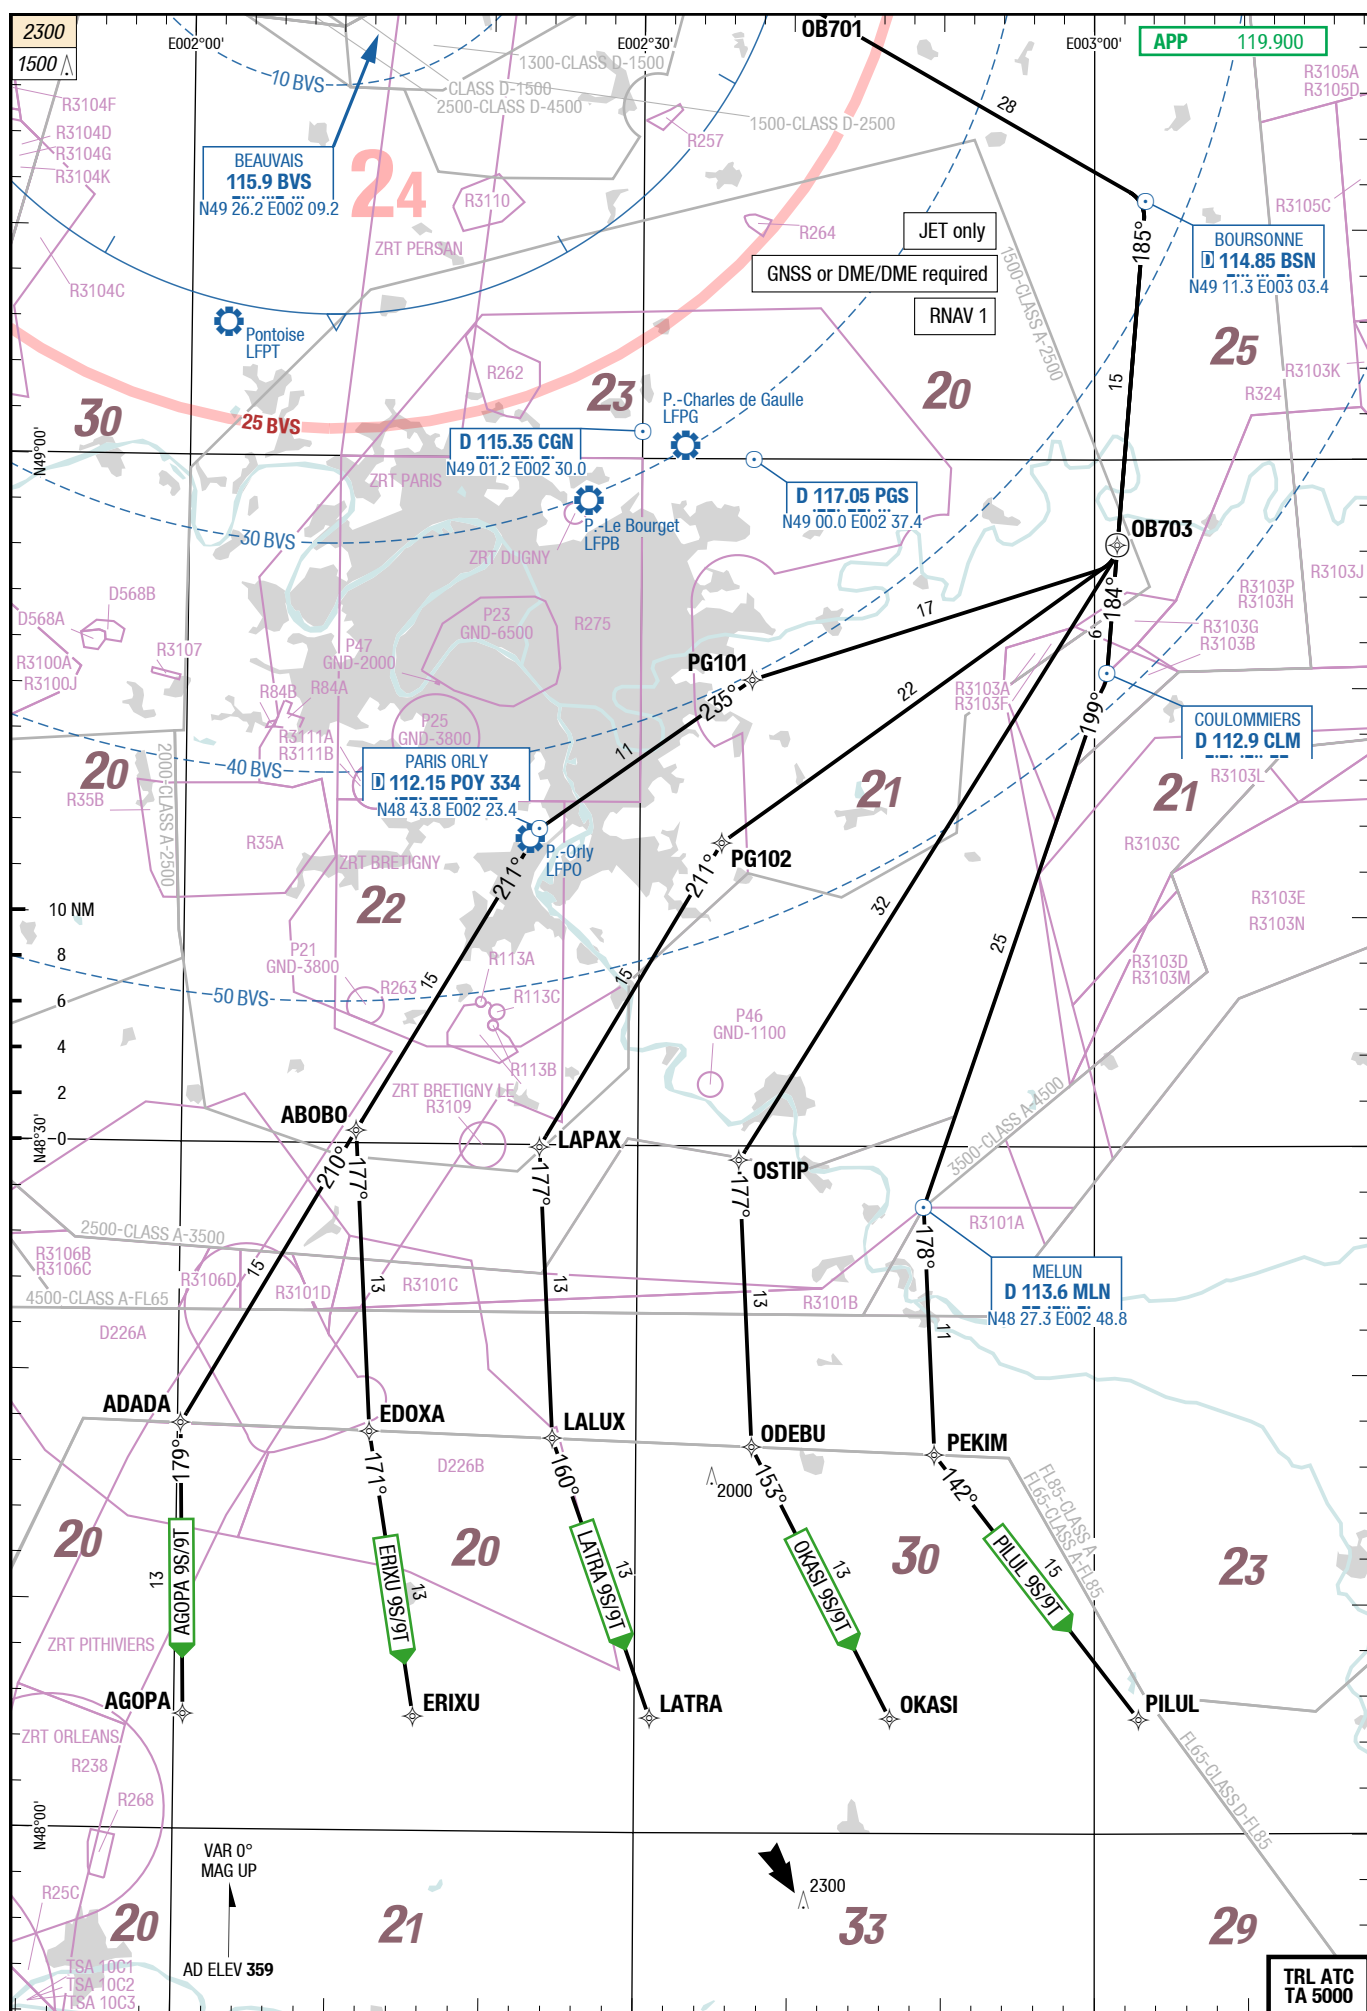 2300
1500
E002°00'
E002°30'
E003°00'
OB701
APP 119.900
R3105A
R3105D
10 BVS
1300-CLASS D-1500
CLASS D-1500
2500-CLASS D-4500
1500-CLASS D-2500
28
R3104F
R3104D
R3104G
R3104K
R257
BEAUVAIS
115.9 BVS
N49 26.2 E002 09.2
24
R3110
R264
R3105C
ZRT PERSAN
JET only
185°
BOURSONNE
D 114.85 BSN
N49 11.3 E003 03.4
GNSS or DME/DME required
1500-CLASS A-2500
R3104C
RNAV 1
Pontoise
LFPT
25
R262
R3103K
15
R324
30
23
20
P.-Charles de Gaulle
LFPG
25 BVS
D 115.35 CGN
N49 01.2 E002 30.0
N49°00'
ZRT PARIS
D 117.05 PGS
N49 00.0 E002 37.4
P.-Le Bourget
LFPB
30 BVS
OB703
ZRT DUGNY
R3103J
R3103P
R3103H
184°
D568B
D568A
P23
GND-6500
R275
17
R3103G
R3103B
6
P47
GND-2000
R3107
R3100A
R3100J
PG101
R84B
R84A
22
R3103A
R3103F
235°
199°
P25
GND-3800
R3111A
R3111B
11
COULOMMIERS
D 112.9 CLM
40 BVS
20
2000-CLASS A-2500
PARIS ORLY
D 112.15 POY 334
N48 43.8 E002 23.4
R3103L
21
21
R35B
R35A
R3103C
ZRT BRETIGNY
P.-Orly
LFPO
PG102
211°
211°
22
32
R3103E
10 NM
R3103N
25
8
P21
GND-3800
R113A
R3103D
R3103M
R263
15
15
50 BVS
6
R113C
P46
GND-1100
4
R113B
2
ZRT BRETIGNY LE
R3109
3500-CLASS A-4500
ABOBO
N48°30'
0
LAPAX
OSTIP
210°
177°
177°
177°
2500-CLASS A-3500
R3101A
178°
R3106B
R3106C
15
R3106D
R3101D
13
R3101C
13
MELUN
D 113.6 MLN
N48 27.3 E002 48.8
4500-CLASS A-FL65
13
R3101B
D226A
11
ADADA
EDOXA
LALUX
ODEBU
PEKIM
179°
171°
D226B
160°
153°
142°
2000
FL85-CLASS A
FL65-CLASS A-FL85
20
20
30
23
13
AGOPA 9S/9T
ERIXU 9S/9T
13
LATRA 9S/9T
13
OKASI 9S/9T
13
PILUL 9S/9T
15
ZRT PITHIVIERS
AGOPA
ERIXU
LATRA
OKASI
PILUL
ZRT ORLEANS
R238
R268
FL65-CLASS D-FL85
N48°00'
VAR 0°
MAG UP
R25C
2300
20
21
33
29
AD ELEV 359
TSA 10C1
TSA 10C2
TSA 10C3
TRL ATC
TA 5000